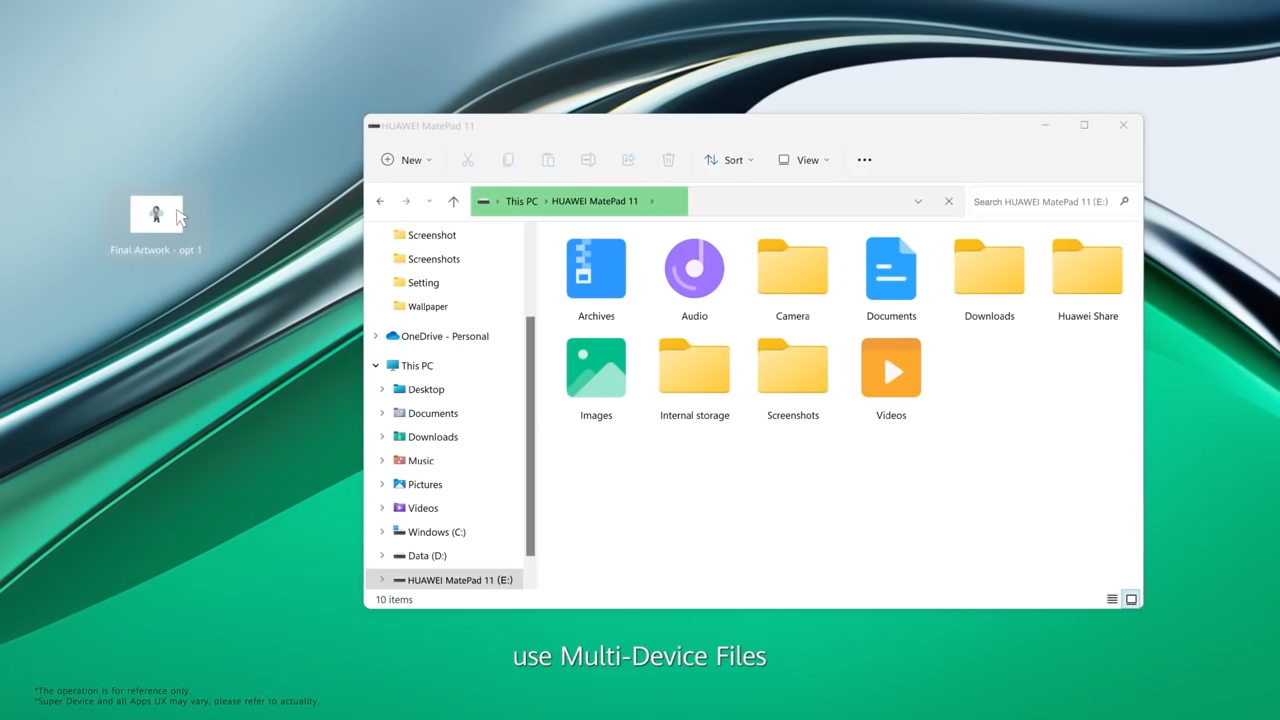 HUAWEI MatePad 11
New
Sort
View
This PC
HUAWEI MatePad 11
Search HUAWEI MatePad 11 (E:)
Final Artwork - opt 1
Screenshot
Screenshots
Setting
Wallpaper
OneDrive - Personal
This PC
Desktop
Documents
Downloads
Music
Pictures
Videos
Windows (C:)
Data (D:)
HUAWEI MatePad 11 (E:)
Archives
Audio
Camera
Documents
Downloads
Huawei Share
Images
Internal storage
Screenshots
Videos
10 items
use Multi-Device Files
*The operation is for reference only.
*Super Device and all Apps UX may vary, please refer to actuality.